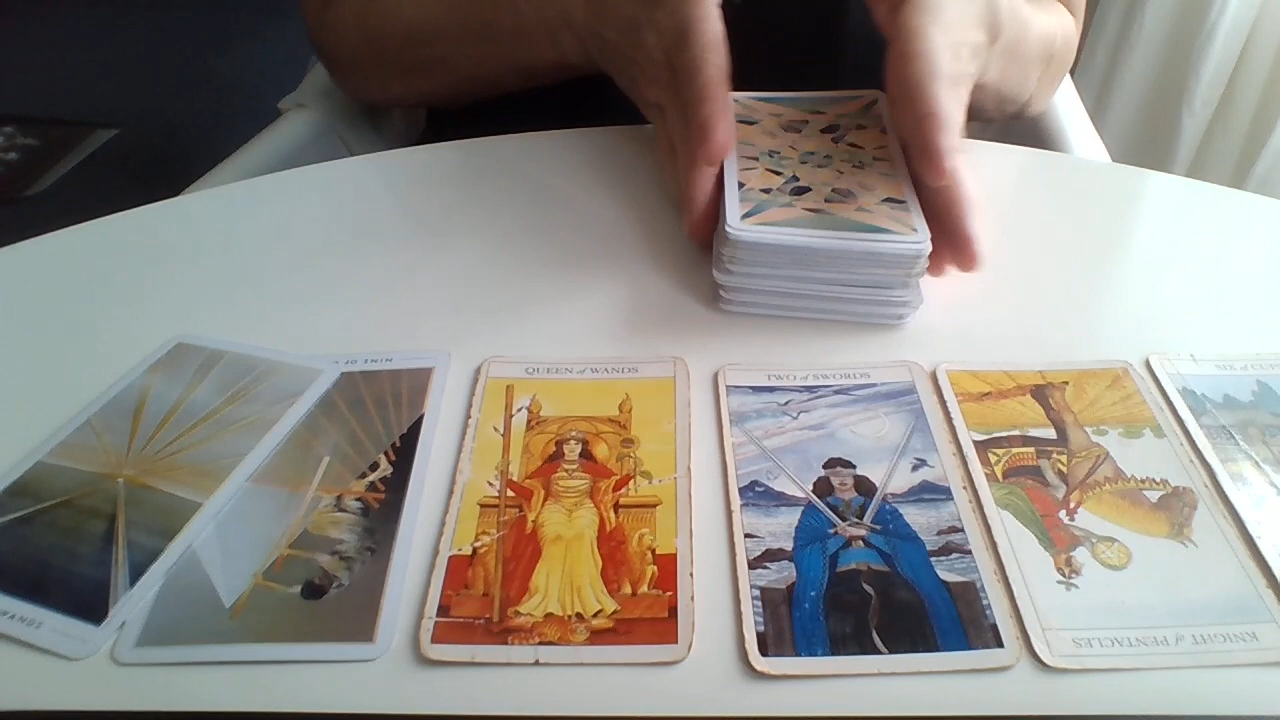 WANDS
NINE OF
QUEEN of WANDS
TWO of SWORDS
KNIGHT of PENTACLES
SIX of CUPS